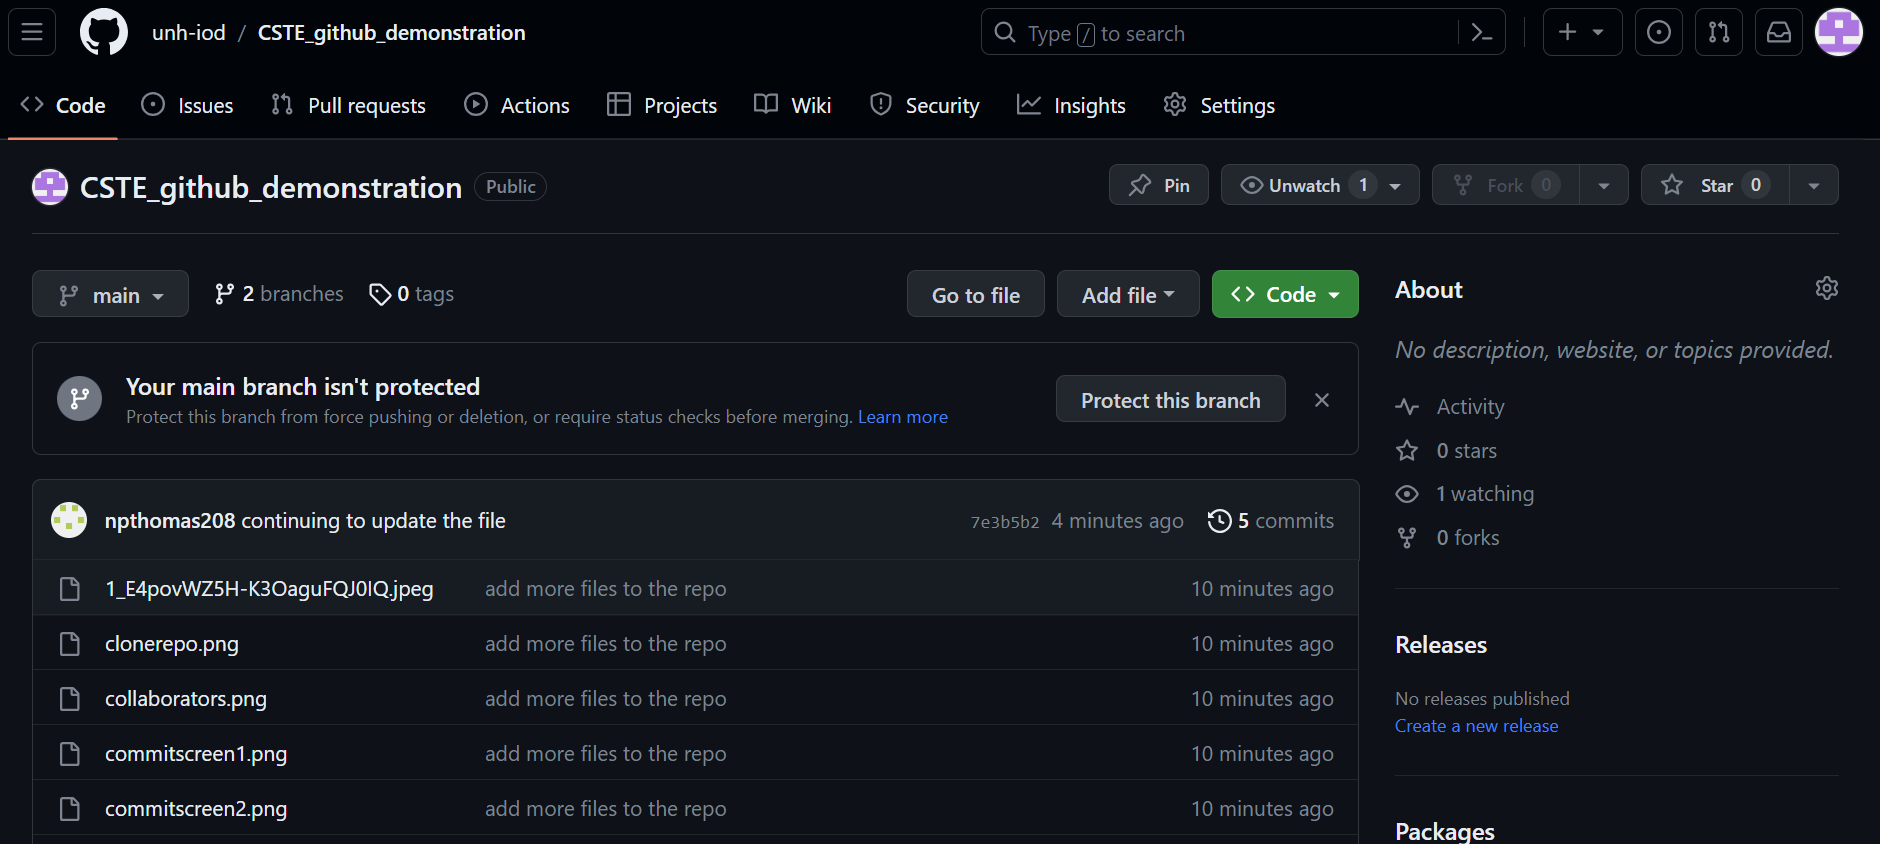 unh-iod / CSTE_github_demonstration
Type / to search
Code Issues Pull requests Actions Projects Wiki Security Insights Settings
CSTE_github_demonstration Public
Pin Unwatch 1 Fork 0 Star 0
main 2 branches 0 tags
Go to file Add file Code
Your main branch isn't protected
Protect this branch from force pushing or deletion, or require status checks before merging. Learn more
Protect this branch
npthomas208 continuing to update the file 7e3b5b2 4 minutes ago 5 commits
1_E4povWZ5H-K3OaguFQJ0IQ.jpeg add more files to the repo 10 minutes ago
clonerepo.png add more files to the repo 10 minutes ago
collaborators.png add more files to the repo 10 minutes ago
commitscreen1.png add more files to the repo 10 minutes ago
commitscreen2.png add more files to the repo 10 minutes ago
About
No description, website, or topics provided.
Activity
0 stars
1 watching
0 forks
Releases
No releases published
Create a new release
Packages